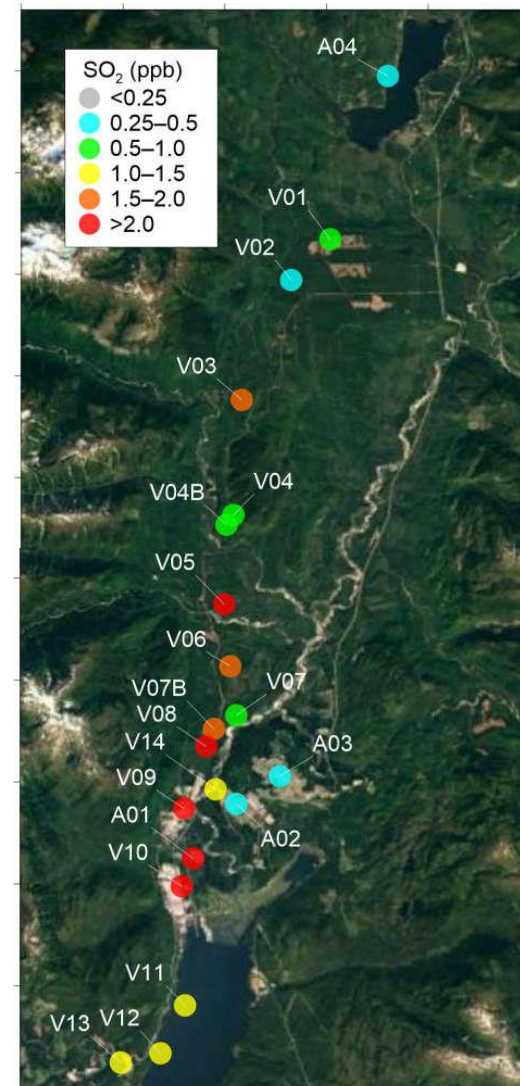 SO₂ (ppb)
<0.25
0.25–0.5
0.5–1.0
1.0–1.5
1.5–2.0
>2.0
A04
V01
V02
V03
V04B
V04
V05
V06
V07B
V07
V08
V14
A03
V09
A01
A02
V10
V11
V13
V12